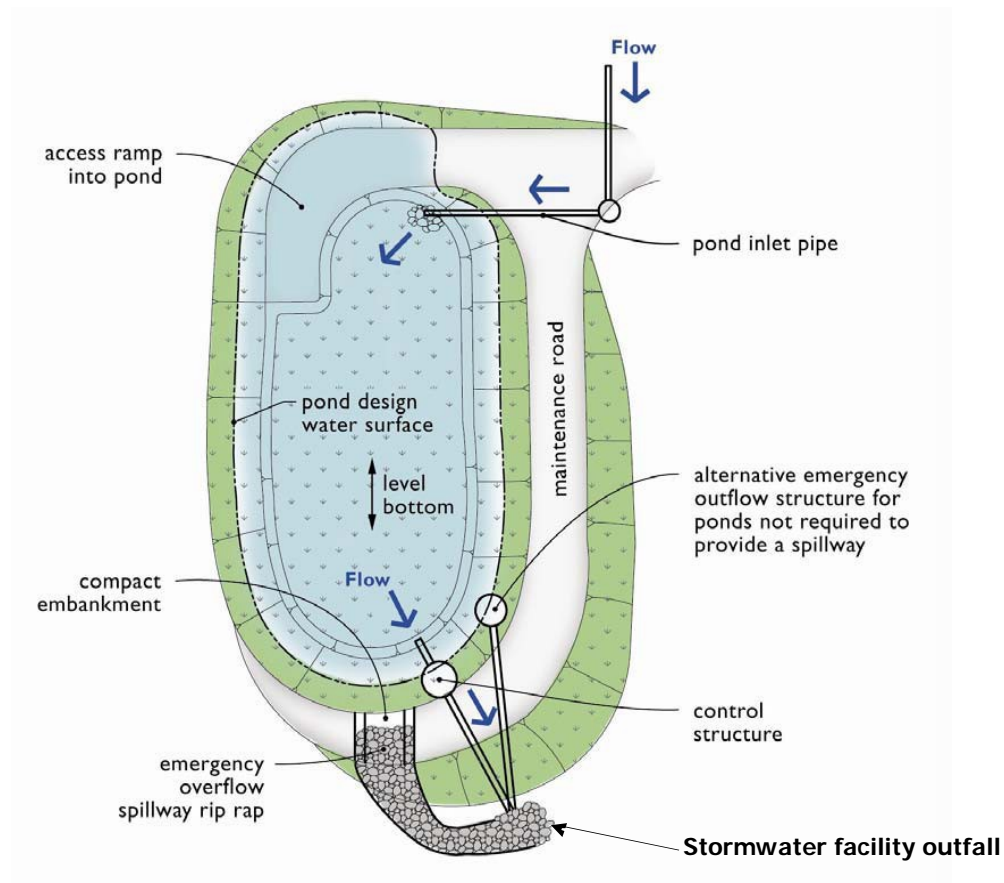 Flow
access ramp
into pond
pond inlet pipe
maintenance road
pond design
water surface
level
bottom
alternative emergency
outflow structure for
ponds not required to
provide a spillway
Flow
compact
embankment
control
structure
emergency
overflow
spillway rip rap
Stormwater facility outfall